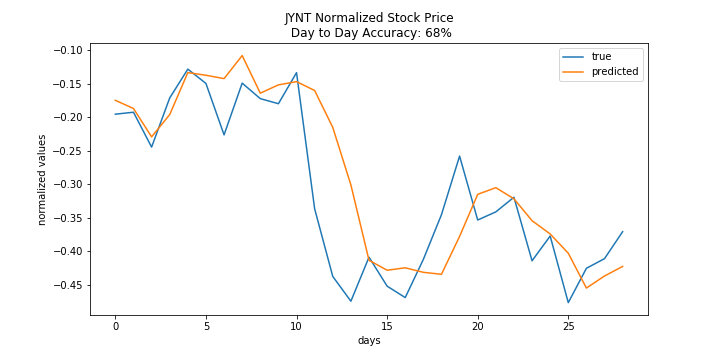 JYNT Normalized Stock Price
Day to Day Accuracy: 68%
true
predicted
normalized values
−0.10
−0.15
−0.20
−0.25
−0.30
−0.35
−0.40
−0.45
0
5
10
15
20
25
days